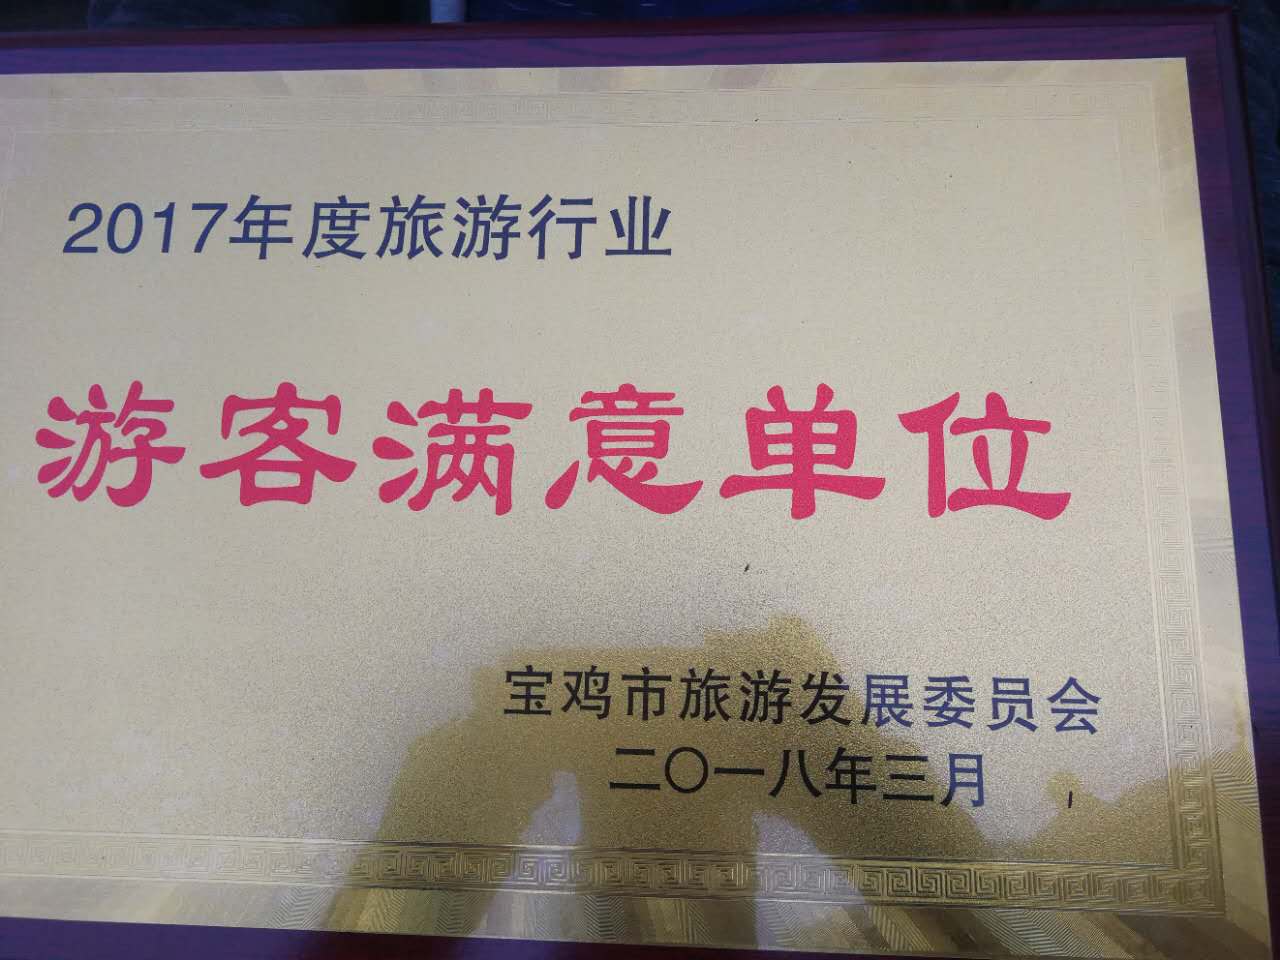 2017年度旅游行业
游客满意单位
宝鸡市旅游发展委员会
二〇一八年三月